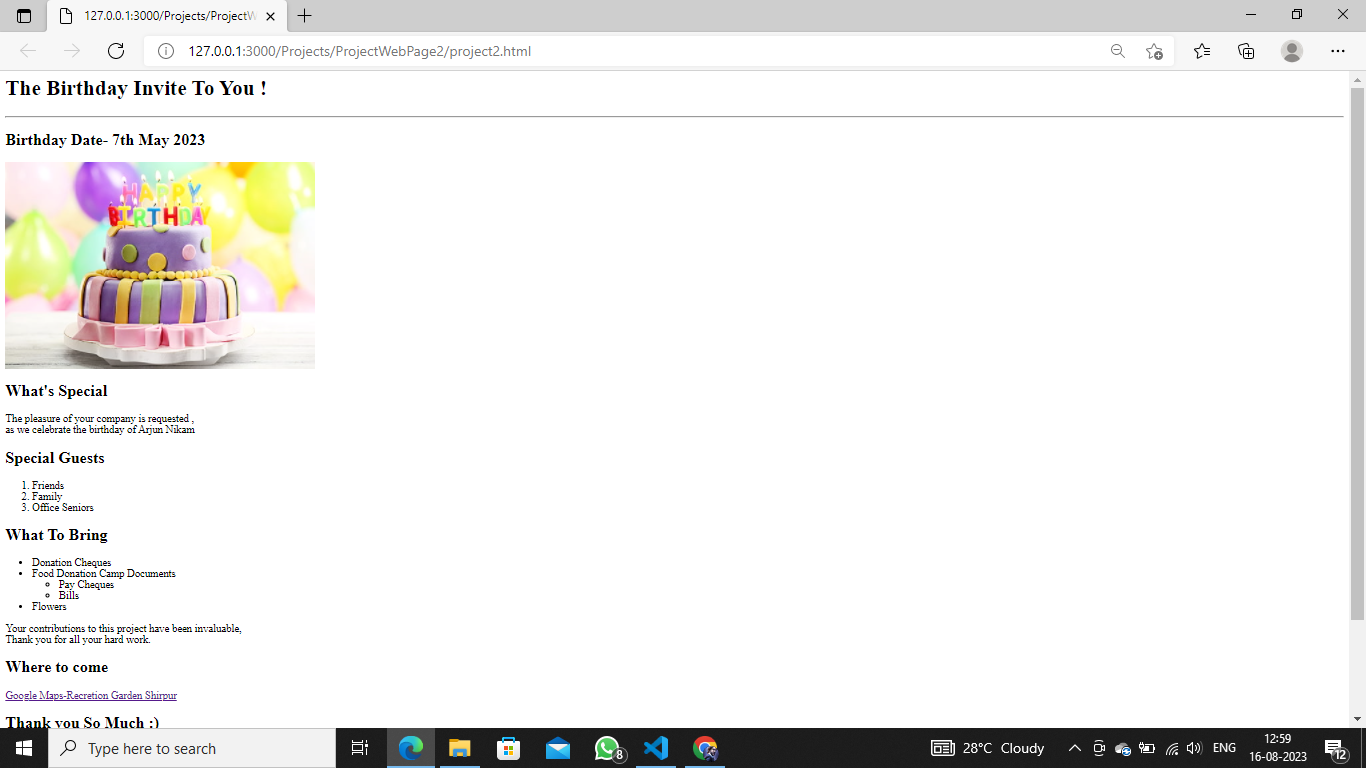 127.0.0.1:3000/Projects/ProjectW
127.0.0.1:3000/Projects/ProjectWebPage2/project2.html
The Birthday Invite To You !
Birthday Date- 7th May 2023
HAPPY
BIRTHDAY
What's Special
The pleasure of your company is requested ,
as we celebrate the birthday of Arjun Nikam
Special Guests
1. Friends
2. Family
3. Office Seniors
What To Bring
• Donation Cheques
• Food Donation Camp Documents
◦ Pay Cheques
◦ Bills
• Flowers
Your contributions to this project have been invaluable,
Thank you for all your hard work.
Where to come
Google Maps-Recretion Garden Shirpur
Thank you So Much :)
Type here to search
8
28°C Cloudy
ENG
12:59
16-08-2023
12